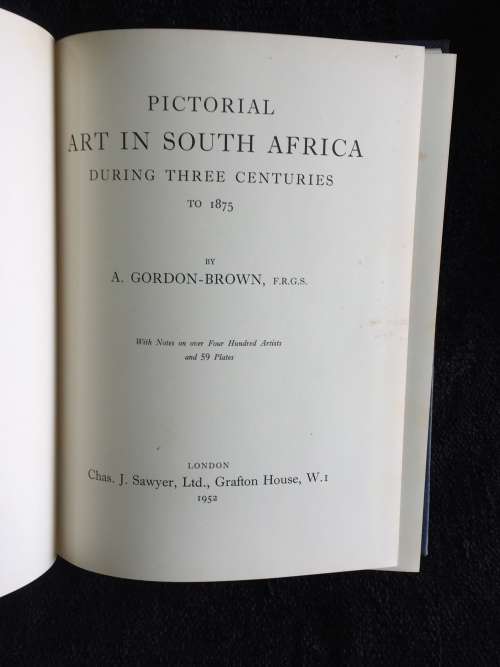 PICTORIAL
ART IN SOUTH AFRICA
DURING THREE CENTURIES
TO 1875
BY
A. GORDON-BROWN, F.R.G.S.
With Notes on over Four Hundred Artists
and 59 Plates
LONDON
Chas. J. Sawyer, Ltd., Grafton House, W.1
1952